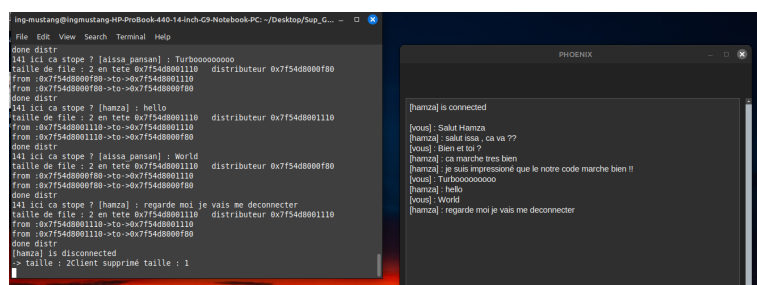 ing-mustang@ingmustang-HP-ProBook-440-14-inch-G9-Notebook-PC: ~/Desktop/Sup_G...
File Edit View Search Terminal Help
done distr
141 ici ca stope ? [aissa_pansan] : Turbooooooooo
taille de file : 2 en tete 0x7f54d8001110 distributeur 0x7f54d8000f80
from :0x7f54d8000f80->to->0x7f54d8001110
from :0x7f54d8000f80->to->0x7f54d8000f80
done distr
141 ici ca stope ? [hamza] : hello
taille de file : 2 en tete 0x7f54d8001110 distributeur 0x7f54d8001110
from :0x7f54d8001110->to->0x7f54d8001110
from :0x7f54d8001110->to->0x7f54d8000f80
done distr
141 ici ca stope ? [aissa_pansan] : World
taille de file : 2 en tete 0x7f54d8001110 distributeur 0x7f54d8000f80
from :0x7f54d8000f80->to->0x7f54d8001110
from :0x7f54d8000f80->to->0x7f54d8000f80
done distr
141 ici ca stope ? [hamza] : regarde moi je vais me deconnecter
taille de file : 2 en tete 0x7f54d8001110 distributeur 0x7f54d8001110
from :0x7f54d8001110->to->0x7f54d8001110
from :0x7f54d8001110->to->0x7f54d8000f80
done distr
[hamza] is disconnected
-> taille : 2Client supprimé taille : 1
PHOENIX
[hamza] is connected
[vous] : Salut Hamza
[hamza] : salut issa , ca va ??
[vous] : Bien et toi ?
[hamza] : ca marche tres bien
[hamza] : je suis impressioné que le notre code marche bien !!
[vous] : Turbooooooooo
[hamza] : hello
[vous] : World
[hamza] : regarde moi je vais me deconnecter